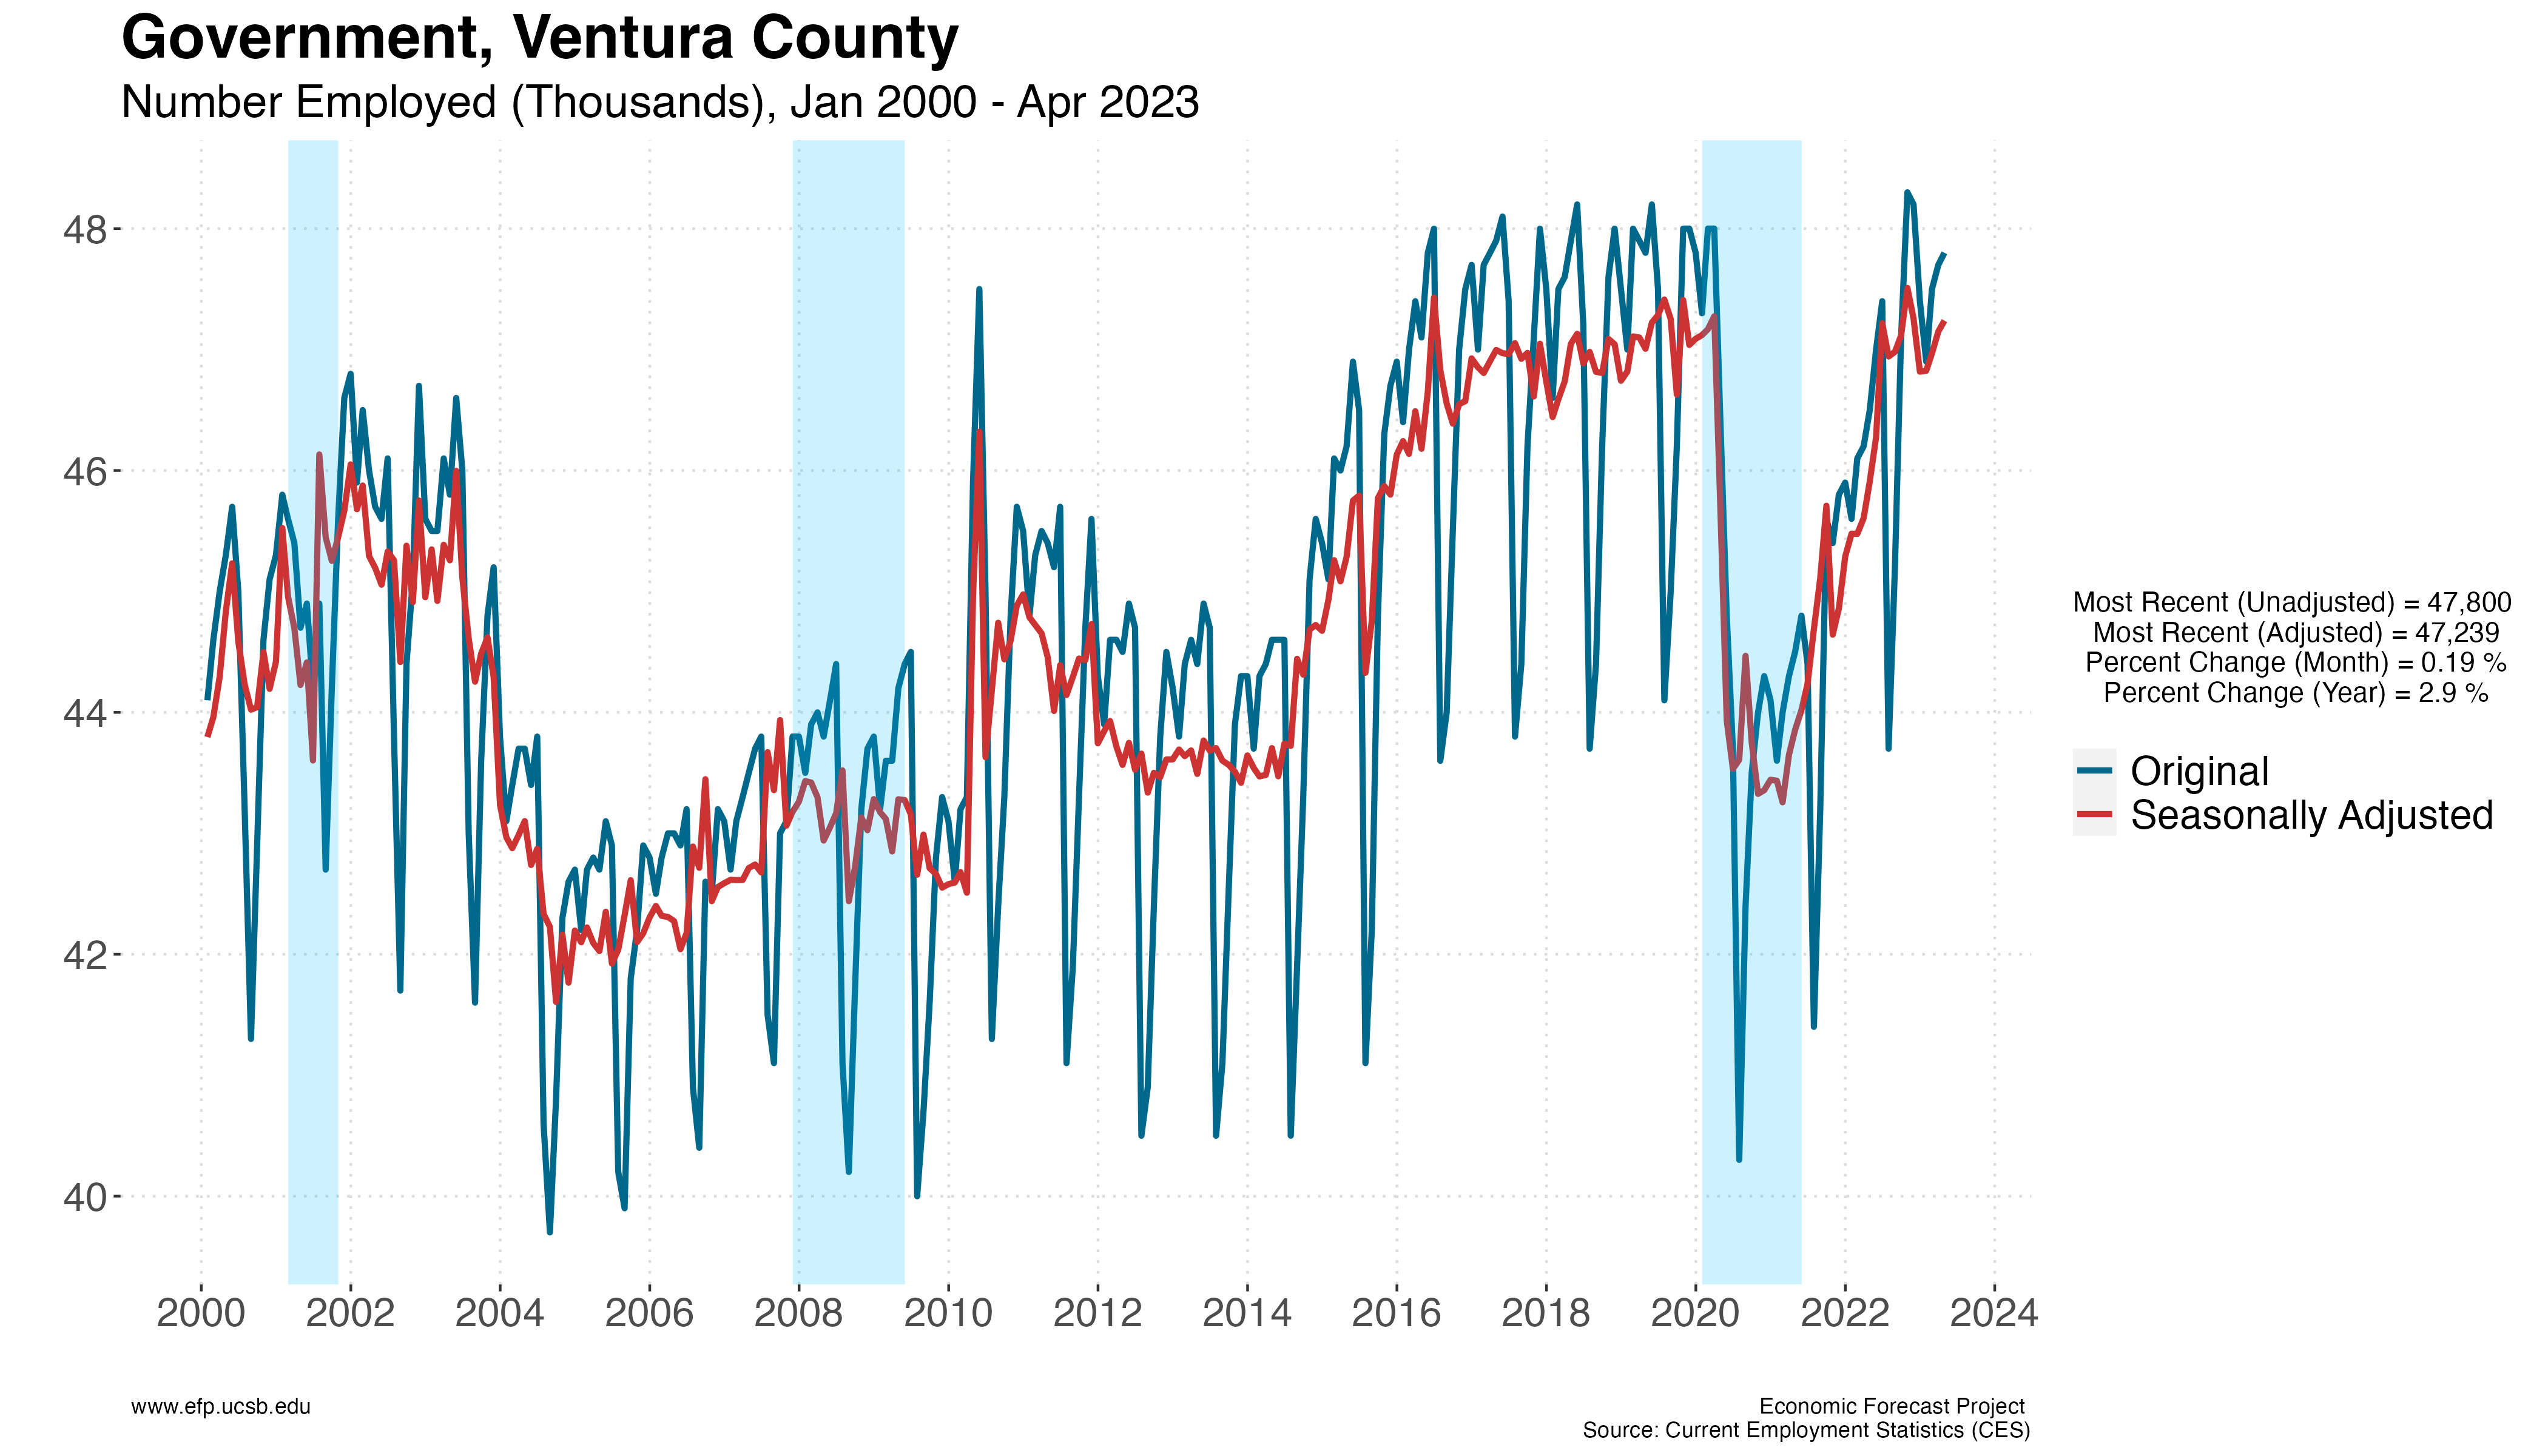 Government, Ventura County
Number Employed (Thousands), Jan 2000 - Apr 2023
48
46
44
42
40
2000 2002 2004 2006 2008 2010 2012 2014 2016 2018 2020 2022 2024
Most Recent (Unadjusted) = 47,800
Most Recent (Adjusted) = 47,239
Percent Change (Month) = 0.19 %
Percent Change (Year) = 2.9 %
Original
Seasonally Adjusted
www.efp.ucsb.edu
Economic Forecast Project
Source: Current Employment Statistics (CES)